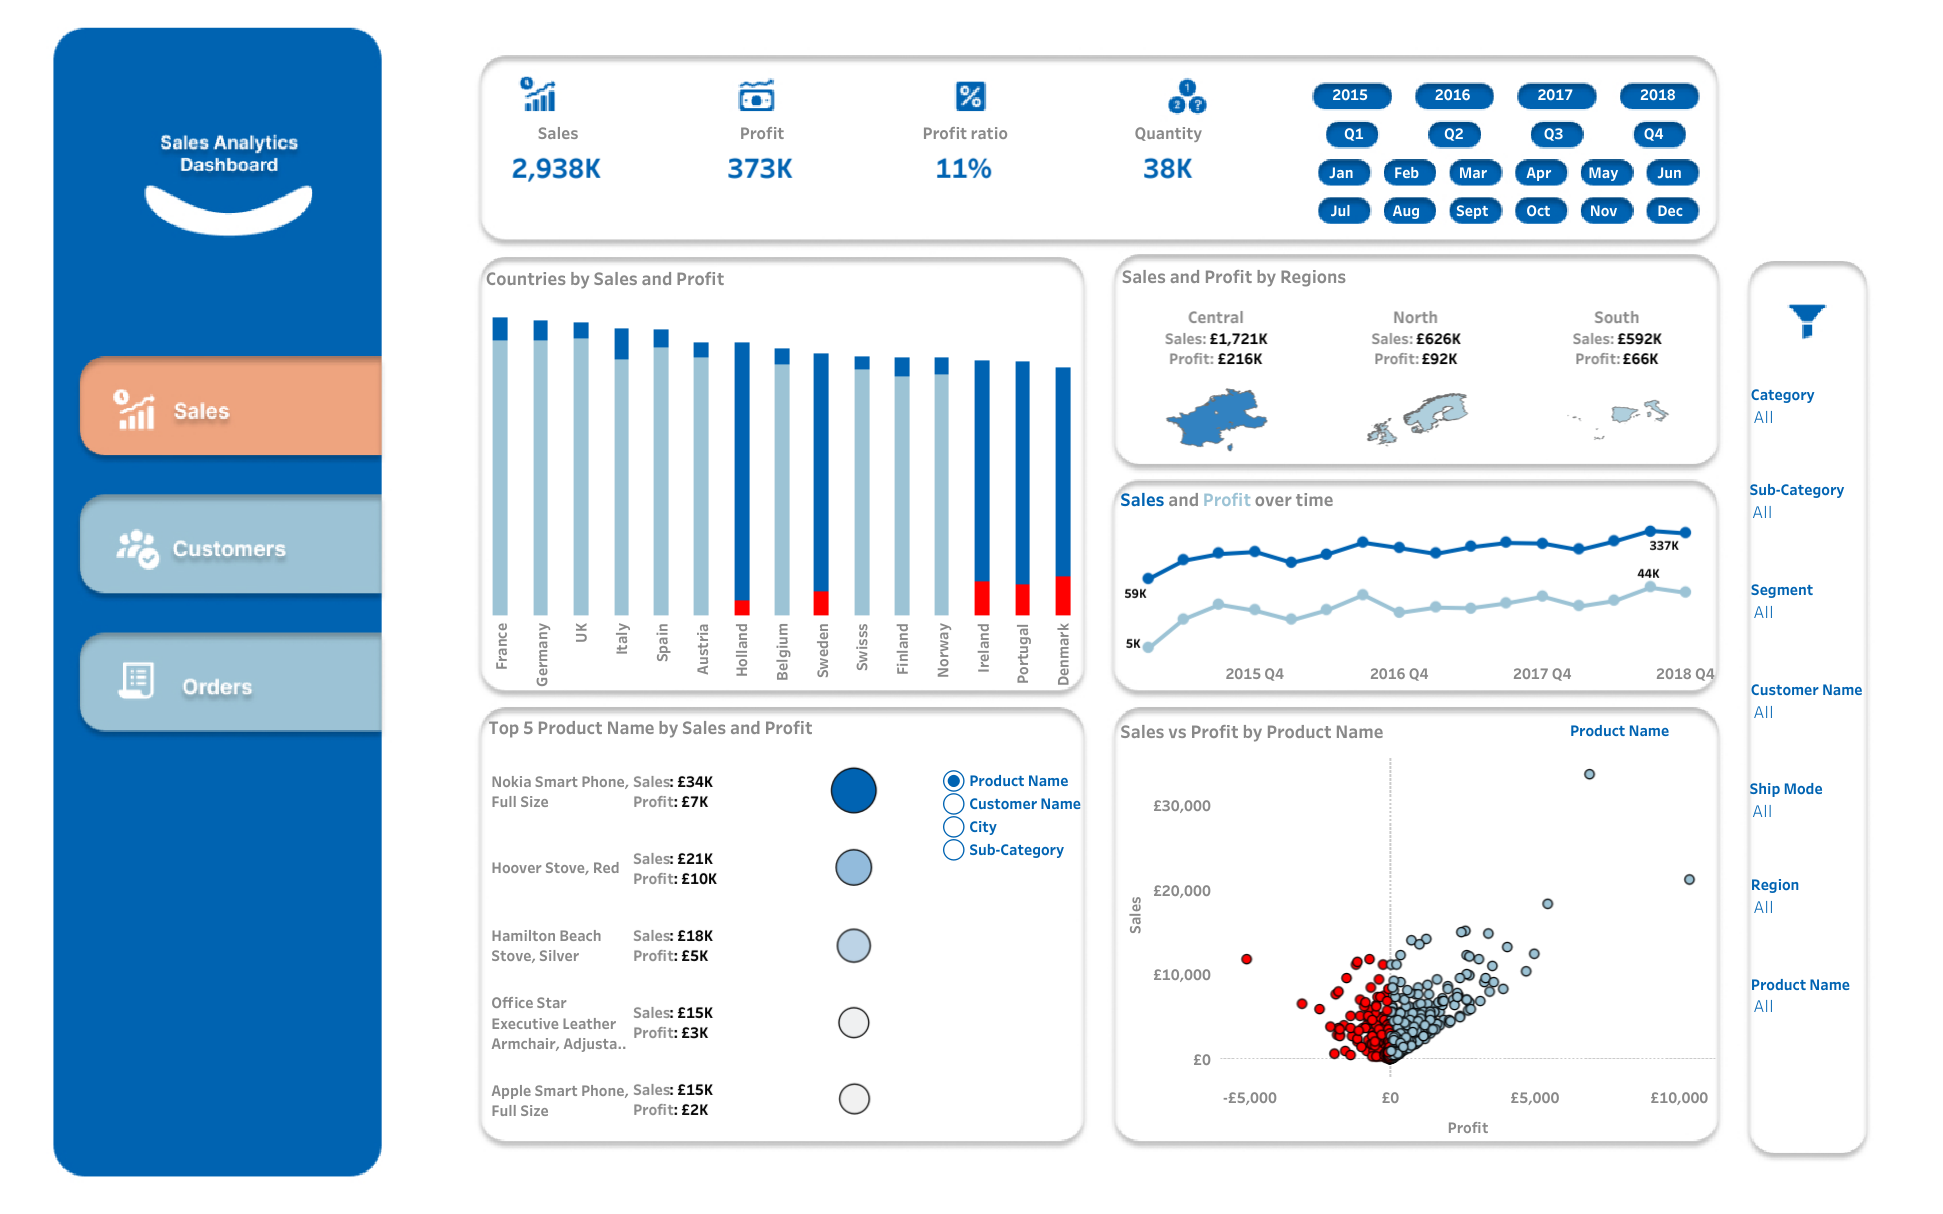 Sales Analytics
Dashboard
Sales
Customers
Orders
Sales
2,938K
Profit
373K
Profit ratio
11%
Quantity
38K
2015 2016 2017 2018
Q1 Q2 Q3 Q4
Jan Feb Mar Apr May Jun
Jul Aug Sept Oct Nov Dec
Countries by Sales and Profit
France
Germany
UK
Italy
Spain
Austria
Holland
Belgium
Sweden
Swisss
Finland
Norway
Ireland
Portugal
Denmark
Sales and Profit by Regions
Central
Sales: £1,721K
Profit: £216K
North
Sales: £626K
Profit: £92K
South
Sales: £592K
Profit: £66K
Sales and Profit over time
337K
44K
59K
5K
2015 Q4 2016 Q4 2017 Q4 2018 Q4
Top 5 Product Name by Sales and Profit
Nokia Smart Phone,
Full Size
Sales: £34K
Profit: £7K
Hoover Stove, Red
Sales: £21K
Profit: £10K
Hamilton Beach
Stove, Silver
Sales: £18K
Profit: £5K
Office Star
Executive Leather
Armchair, Adjusta..
Sales: £15K
Profit: £3K
Apple Smart Phone,
Full Size
Sales: £15K
Profit: £2K
Product Name
Customer Name
City
Sub-Category
Sales vs Profit by Product Name
Product Name
£30,000
£20,000
£10,000
£0
Sales
-£5,000 £0 £5,000 £10,000
Profit
Category
All
Sub-Category
All
Segment
All
Customer Name
All
Ship Mode
All
Region
All
Product Name
All